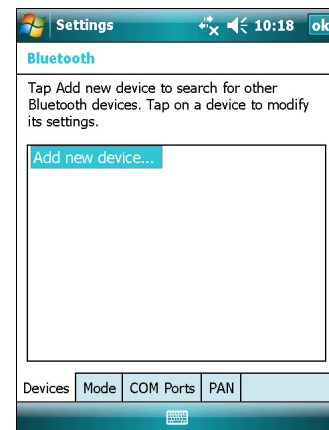 Settings 10:18 ok
Bluetooth
Tap Add new device to search for other
Bluetooth devices. Tap on a device to modify
its settings.
Add new device...
Devices Mode COM Ports PAN